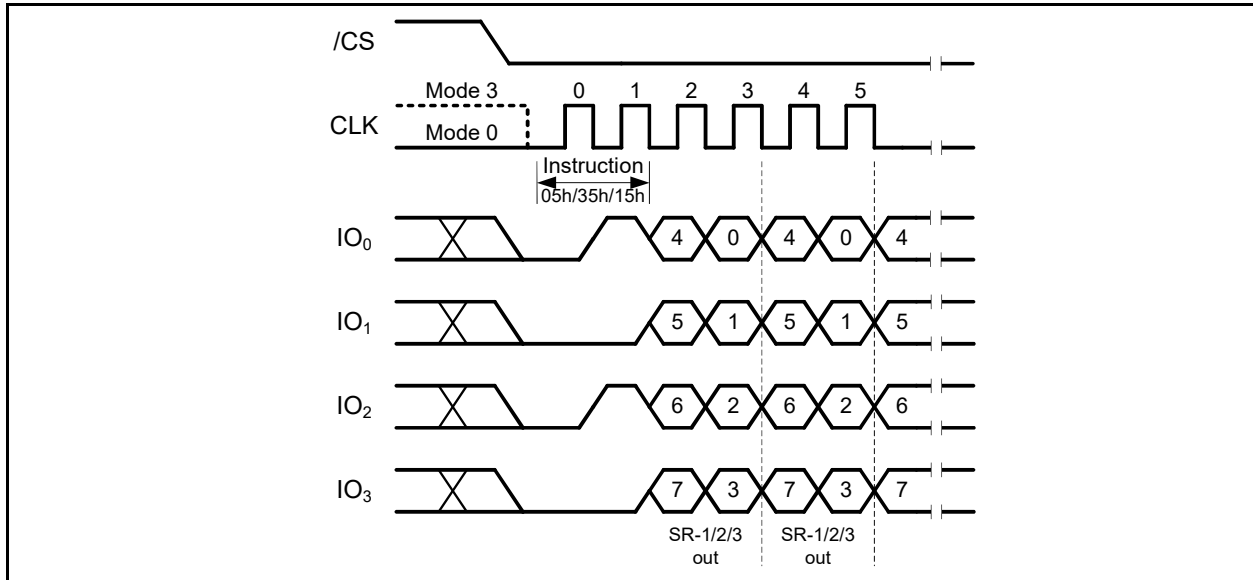 /CS
Mode 3 0 1 2 3 4 5
CLK
Mode 0
Instruction
05h/35h/15h
IO₀ 4 0 4 0 4
IO₁ 5 1 5 1 5
IO₂ 6 2 6 2 6
IO₃ 7 3 7 3 7
SR-1/2/3 SR-1/2/3
out out